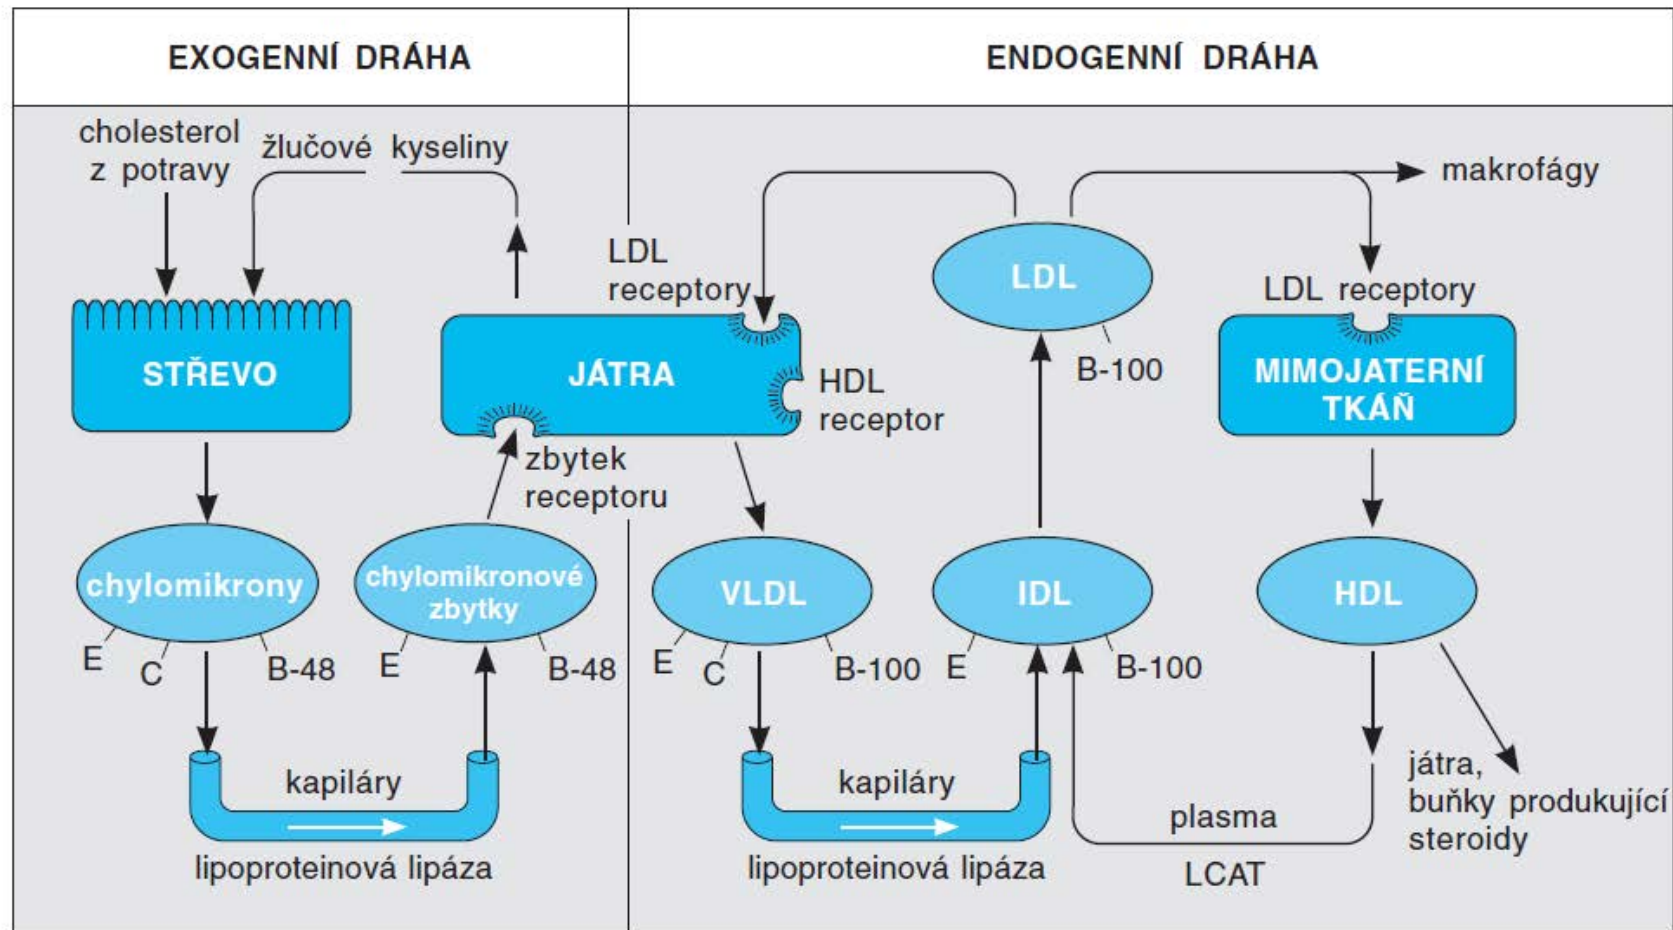 EXOGENNÍ DRÁHA
ENDOGENNÍ DRÁHA
cholesterol
z potravy
žlučové kyseliny
STŘEVO
JÁTRA
LDL
receptory
HDL
receptor
zbytek
receptoru
chylomikrony
E
C
B-48
chylomikronové
zbytky
E
B-48
kapiláry
lipoproteinová lipáza
LDL
B-100
makrofágy
LDL receptory
MIMOJATERNÍ
TKÁŇ
VLDL
E
C
B-100
IDL
E
B-100
HDL
kapiláry
lipoproteinová lipáza
plasma
LCAT
játra,
buňky produkující
steroidy